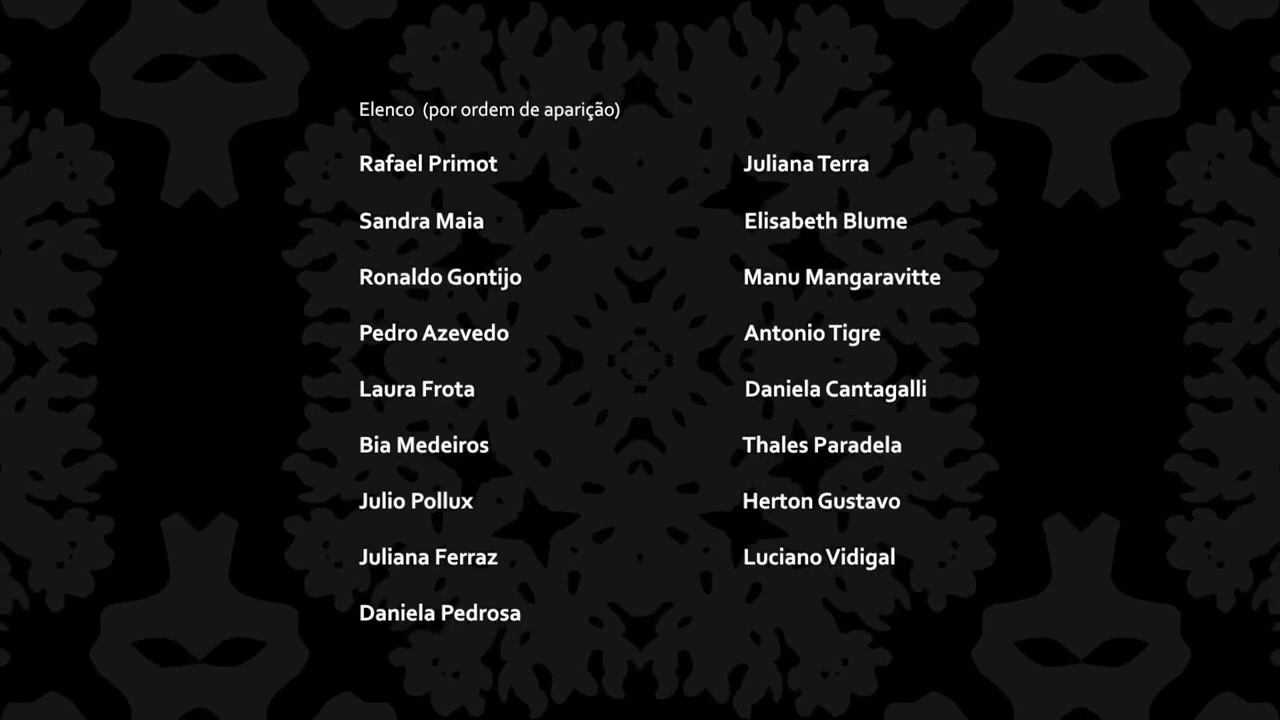 Elenco (por ordem de aparição)
Rafael Primot
Sandra Maia
Ronaldo Gontijo
Pedro Azevedo
Laura Frota
Bia Medeiros
Julio Pollux
Juliana Ferraz
Daniela Pedrosa
Juliana Terra
Elisabeth Blume
Manu Mangaravitte
Antonio Tigre
Daniela Cantagalli
Thales Paradela
Herton Gustavo
Luciano Vidigal